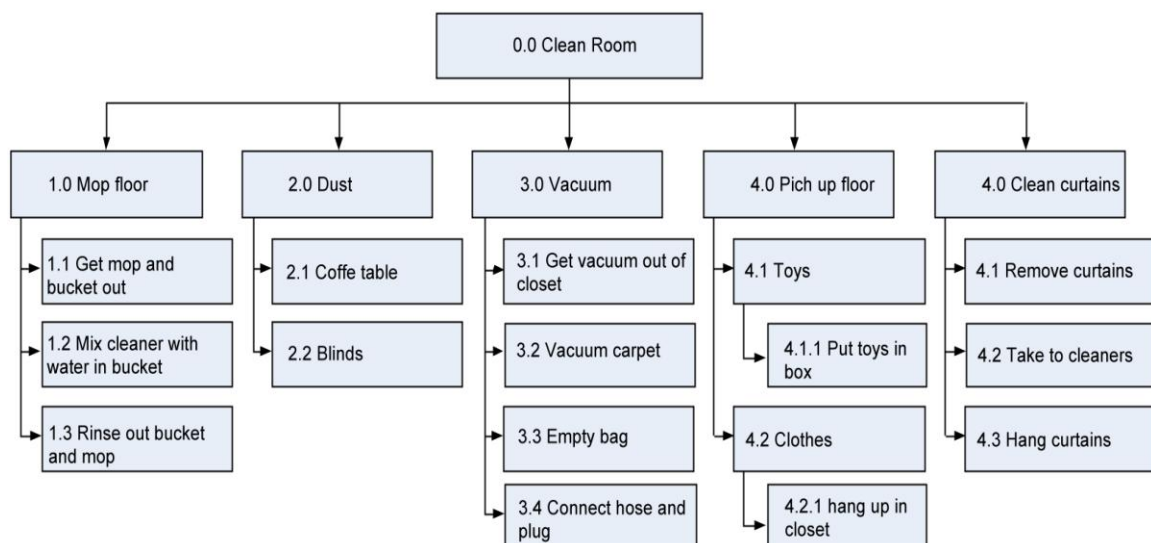 0.0 Clean Room
1.0 Mop floor
2.0 Dust
3.0 Vacuum
4.0 Pich up floor
4.0 Clean curtains
1.1 Get mop and
bucket out
1.2 Mix cleaner with
water in bucket
1.3 Rinse out bucket
and mop
2.1 Coffe table
2.2 Blinds
3.1 Get vacuum out of
closet
3.2 Vacuum carpet
3.3 Empty bag
3.4 Connect hose and
plug
4.1 Toys
4.1.1 Put toys in
box
4.2 Clothes
4.2.1 hang up in
closet
4.1 Remove curtains
4.2 Take to cleaners
4.3 Hang curtains